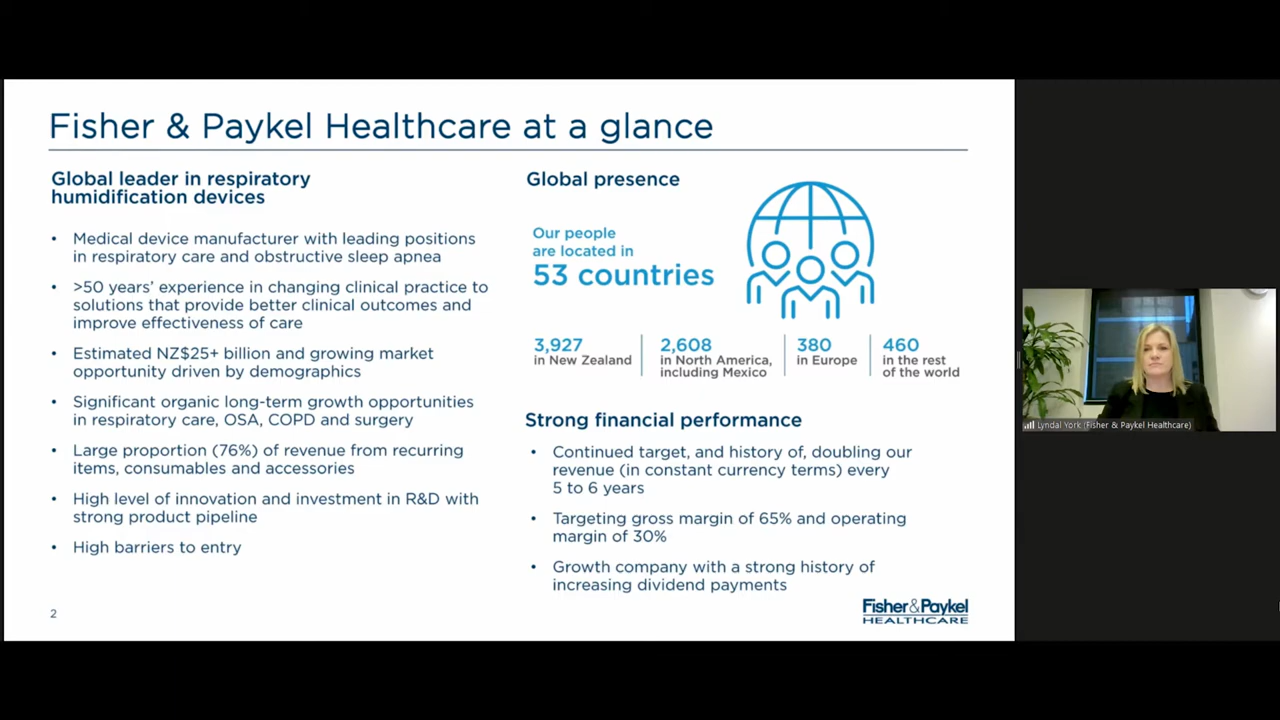 Fisher & Paykel Healthcare at a glance
Global leader in respiratory
humidification devices
• Medical device manufacturer with leading positions
in respiratory care and obstructive sleep apnea
• >50 years’ experience in changing clinical practice to
solutions that provide better clinical outcomes and
improve effectiveness of care
• Estimated NZ$25+ billion and growing market
opportunity driven by demographics
• Significant organic long-term growth opportunities
in respiratory care, OSA, COPD and surgery
• Large proportion (76%) of revenue from recurring
items, consumables and accessories
• High level of innovation and investment in R&D with
strong product pipeline
• High barriers to entry
2
Global presence
Our people
are located in
53 countries
3,927
in New Zealand
2,608
in North America,
including Mexico
380
in Europe
460
in the rest
of the world
Strong financial performance
• Continued target, and history of, doubling our
revenue (in constant currency terms) every
5 to 6 years
• Targeting gross margin of 65% and operating
margin of 30%
• Growth company with a strong history of
increasing dividend payments
Fisher&Paykel
HEALTHCARE
Lyndal York (Fisher & Paykel Healthcare)